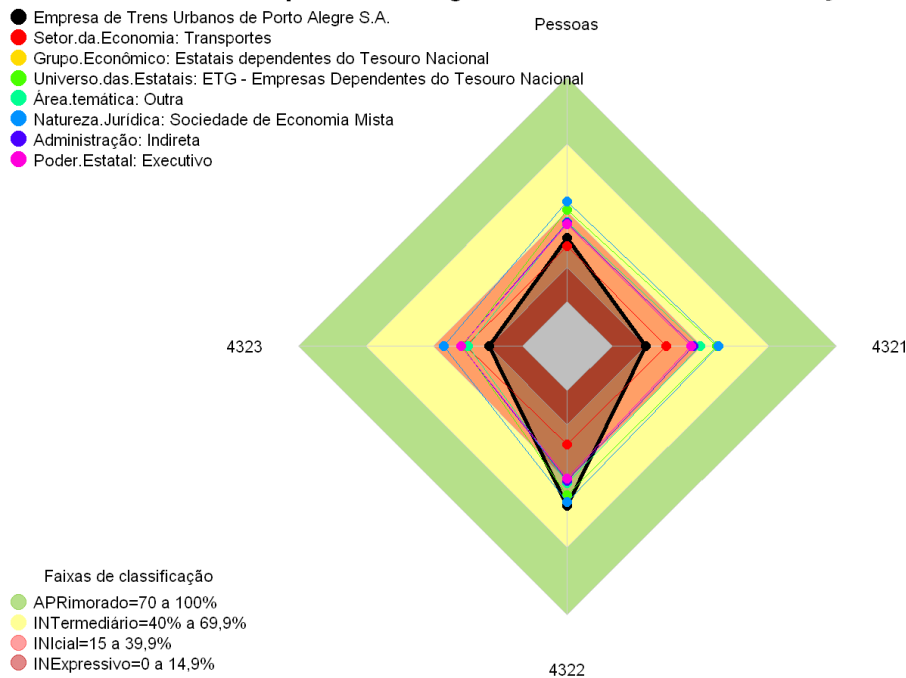 Pessoas
Empresa de Trens Urbanos de Porto Alegre S.A.
Setor.da.Economia: Transportes
Grupo.Econômico: Estatais dependentes do Tesouro Nacional
Universo.das.Estatais: ETG - Empresas Dependentes do Tesouro Nacional
Área.temática: Outra
Natureza.Jurídica: Sociedade de Economia Mista
Administração: Indireta
Poder.Estatal: Executivo
4323
4321
Faixas de classificação
APRimorado=70 a 100%
INTermediário=40% a 69,9%
INIcial=15 a 39,9%
INExpressivo=0 a 14,9%
4322